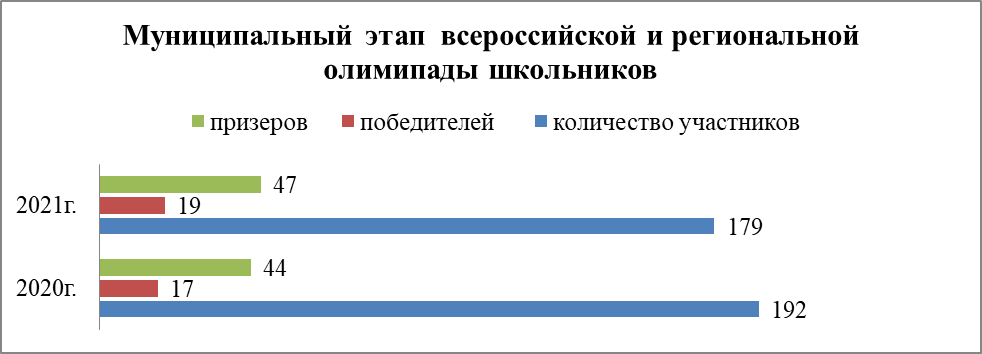 Муниципальный этап всероссийской и региональной
олимипады школьников
призеров победителей количество участников
47
2021г. 19
179
44
2020г. 17
192